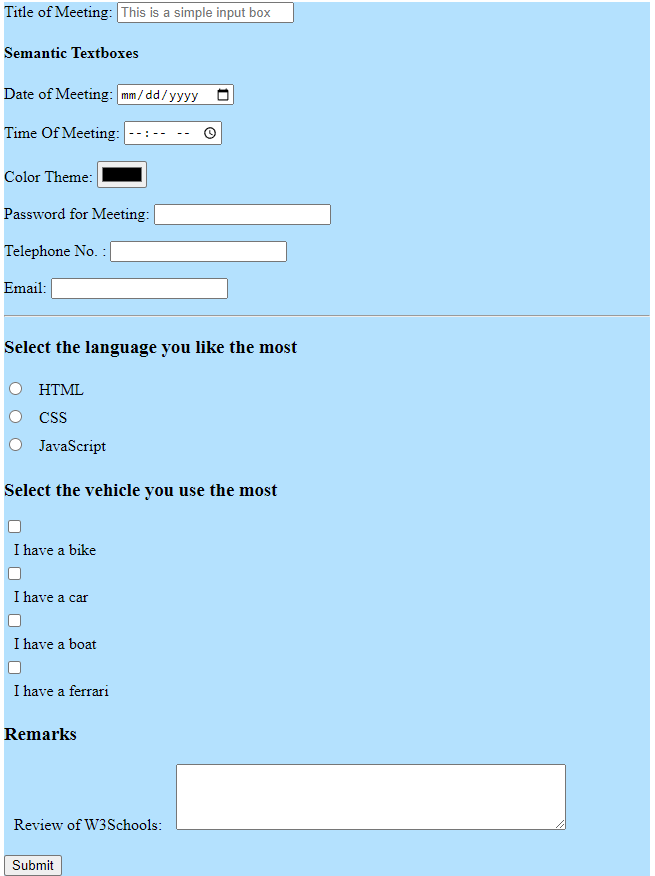 Title of Meeting: This is a simple input box
Semantic Textboxes
Date of Meeting: mm/dd/yyyy
Time Of Meeting: --:-- --
Color Theme:
Password for Meeting:
Telephone No. :
Email:
Select the language you like the most
HTML
CSS
JavaScript
Select the vehicle you use the most
I have a bike
I have a car
I have a boat
I have a ferrari
Remarks
Review of W3Schools:
Submit